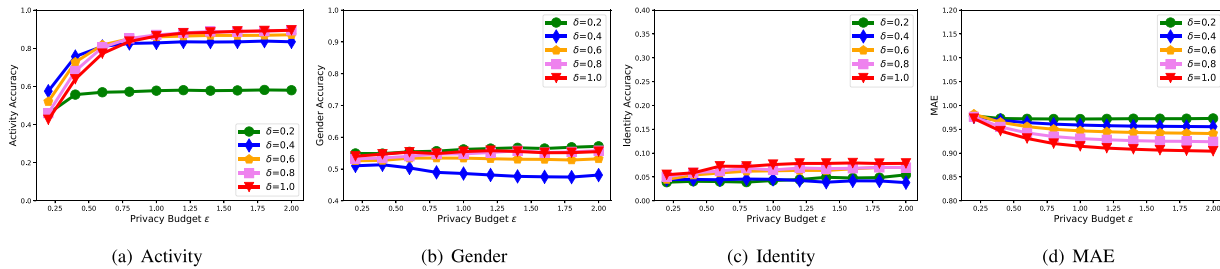 1.0
0.8
0.6
0.4
0.2
0.0
Activity Accuracy
δ=0.2
δ=0.4
δ=0.6
δ=0.8
δ=1.0
0.25 0.50 0.75 1.00 1.25 1.50 1.75 2.00
Privacy Budget ε
(a) Activity
1.0
0.9
0.8
0.7
0.6
0.5
0.4
Gender Accuracy
δ=0.2
δ=0.4
δ=0.6
δ=0.8
δ=1.0
0.25 0.50 0.75 1.00 1.25 1.50 1.75 2.00
Privacy Budget ε
(b) Gender
0.40
0.35
0.30
0.25
0.20
0.15
0.10
0.05
0.00
Identity Accuracy
δ=0.2
δ=0.4
δ=0.6
δ=0.8
δ=1.0
0.25 0.50 0.75 1.00 1.25 1.50 1.75 2.00
Privacy Budget ε
(c) Identity
1.20
1.15
1.10
1.05
1.00
0.95
0.90
0.85
0.80
MAE
δ=0.2
δ=0.4
δ=0.6
δ=0.8
δ=1.0
0.25 0.50 0.75 1.00 1.25 1.50 1.75 2.00
Privacy Budget ε
(d) MAE